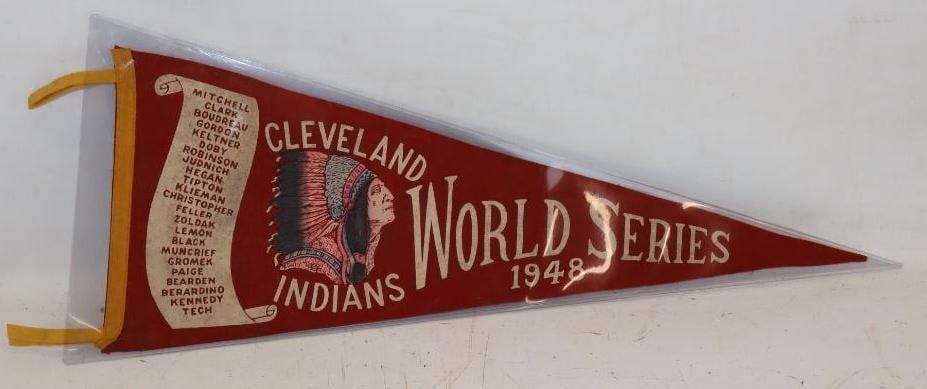 MITCHELL
CLARK
BOUDREAU
GORDON
KELTNER
DOBY
ROBINSON
JUDNICH
HEGAN
TIPTON
KLIEMAN
CHRISTOPHER
FELLER
ZOLDAK
LEMON
BLACK
MUNCRIEF
GROMEK
PAIGE
BEARDEN
BERARDINO
KENNEDY
TECH
CLEVELAND
INDIANS
WORLD SERIES
1948